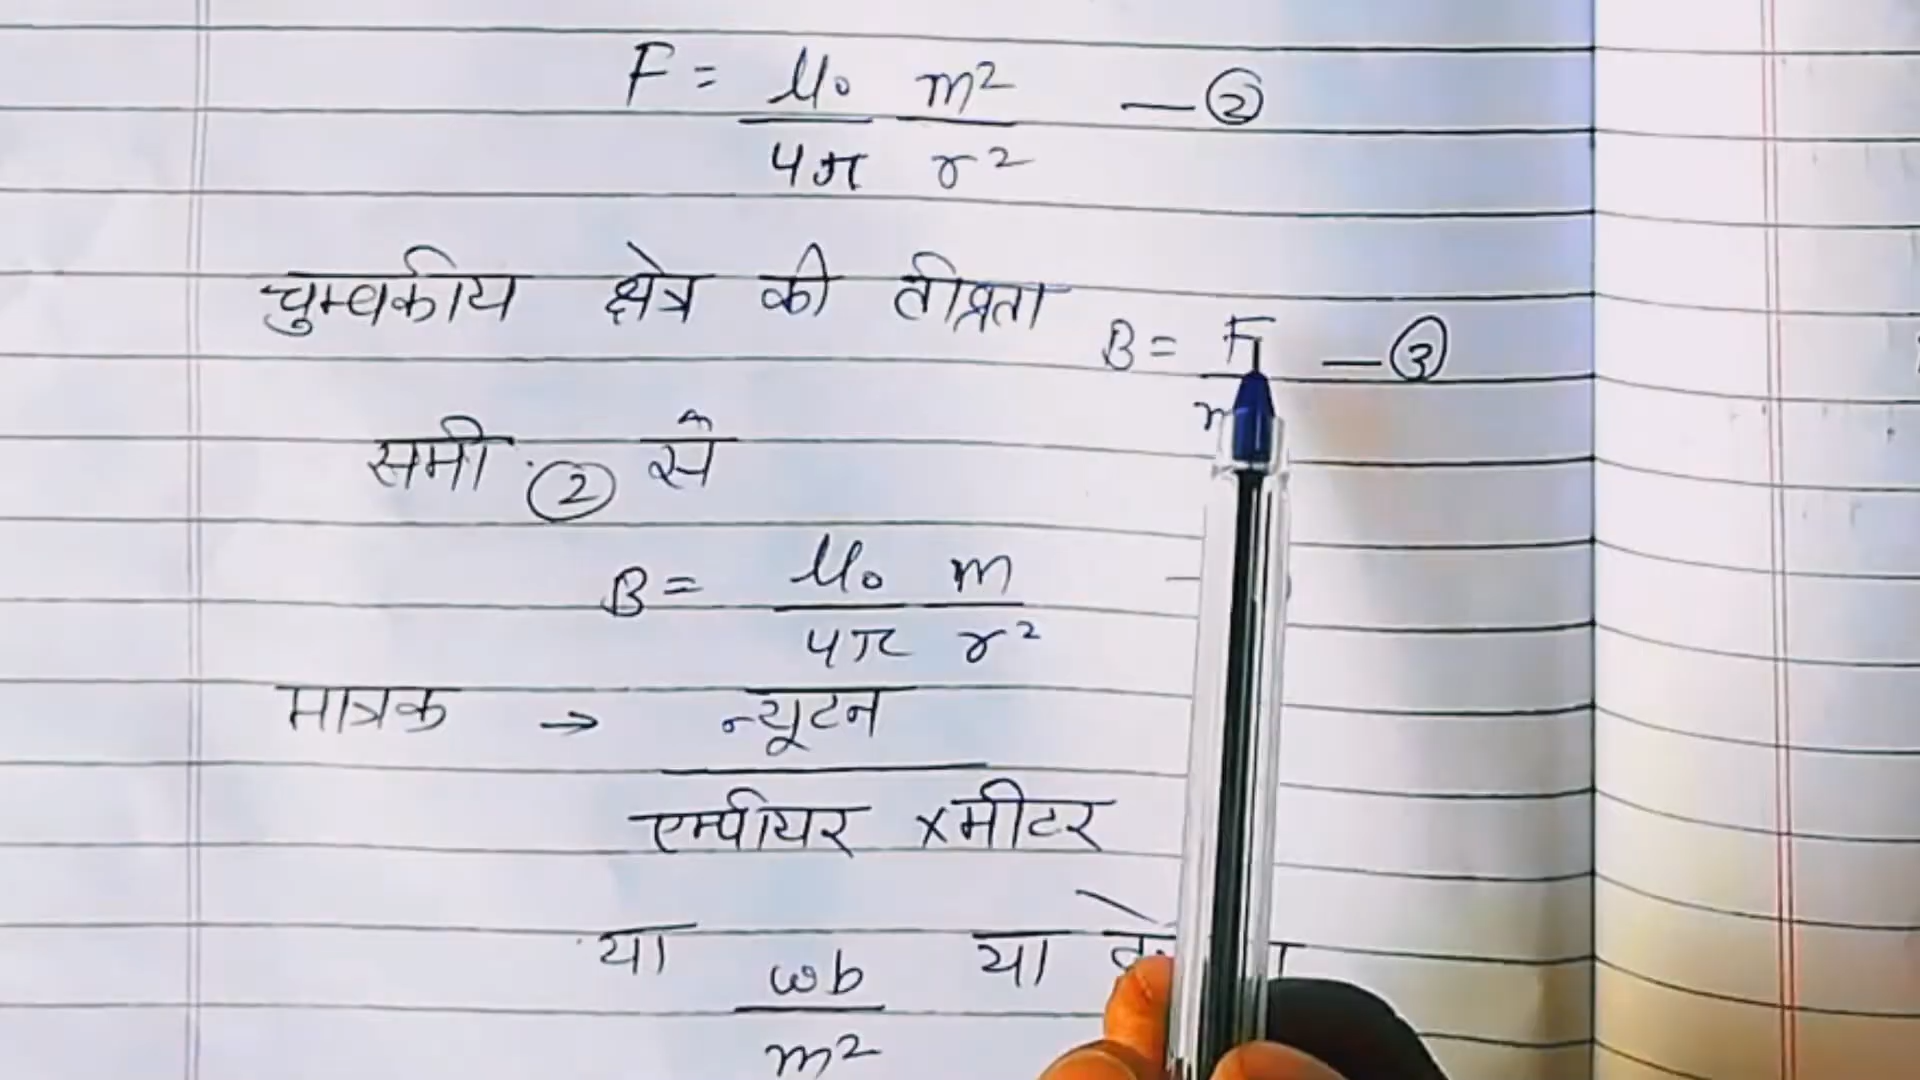 F = μ₀/4π m²/r² — ②
चुम्बकीय क्षेत्र की तीव्रता B = F/m — ③
समी. ② से
B = μ₀/4π m/r²
मात्रक → न्यूटन
एम्पीयर × मीटर
या wb/m² या